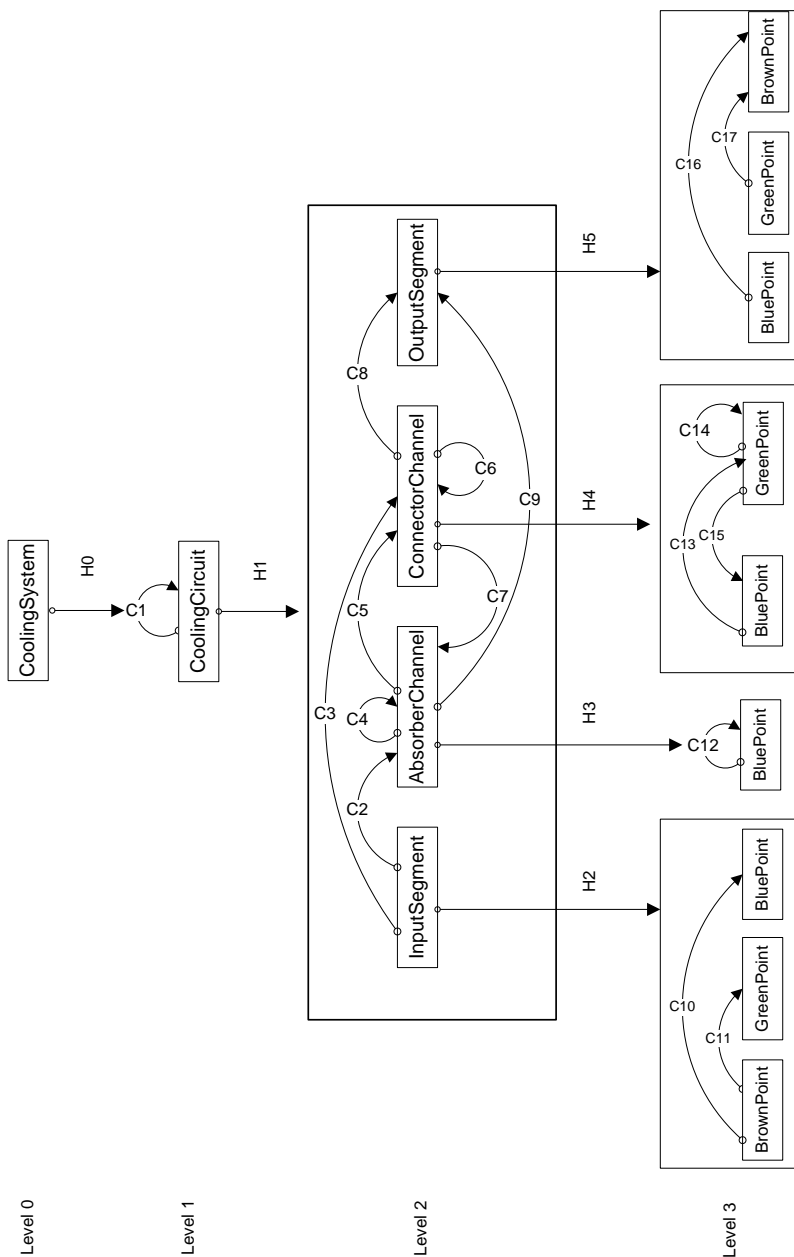 Level 0
CoolingSystem
H0
Level 1
C1
CoolingCircuit
H1
Level 2
C3
C2
C4
C5
C8
InputSegment
AbsorberChannel
ConnectorChannel
OutputSegment
C7
C6
C9
H2
H3
H4
H5
Level 3
C10
C11
BrownPoint
GreenPoint
BluePoint
C12
BluePoint
C13
C15
C14
BluePoint
GreenPoint
C16
C17
BluePoint
GreenPoint
BrownPoint